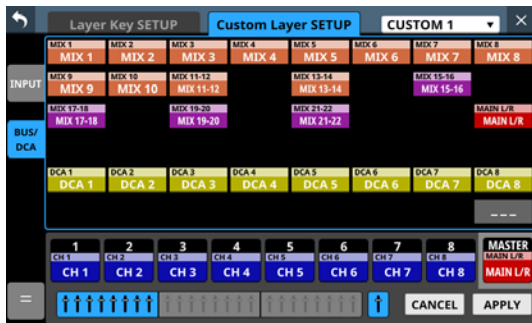 Layer Key SETUP Custom Layer SETUP CUSTOM 1 ▼ ×
MIX 1 MIX 2 MIX 3 MIX 4 MIX 5 MIX 6 MIX 7 MIX 8
MIX 1 MIX 2 MIX 3 MIX 4 MIX 5 MIX 6 MIX 7 MIX 8
INPUT
MIX 9 MIX 10 MIX 11-12 MIX 13-14 MIX 15-16
MIX 9 MIX 10 MIX 11-12 MIX 13-14 MIX 15-16
MIX 17-18 MIX 19-20 MIX 21-22 MAIN L/R
MIX 17-18 MIX 19-20 MIX 21-22 MAIN L/R
BUS/
DCA
DCA 1 DCA 2 DCA 3 DCA 4 DCA 5 DCA 6 DCA 7 DCA 8
DCA 1 DCA 2 DCA 3 DCA 4 DCA 5 DCA 6 DCA 7 DCA 8
---
1 2 3 4 5 6 7 8 MASTER
CH 1 CH 2 CH 3 CH 4 CH 5 CH 6 CH 7 CH 8 MAIN L/R
CH 1 CH 2 CH 3 CH 4 CH 5 CH 6 CH 7 CH 8 MAIN L/R
= CANCEL APPLY